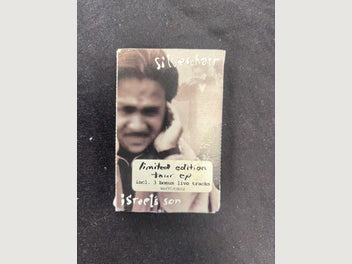 silverchair
limited edition
tour ep
incl. 3 bonus live tracks
israel's son